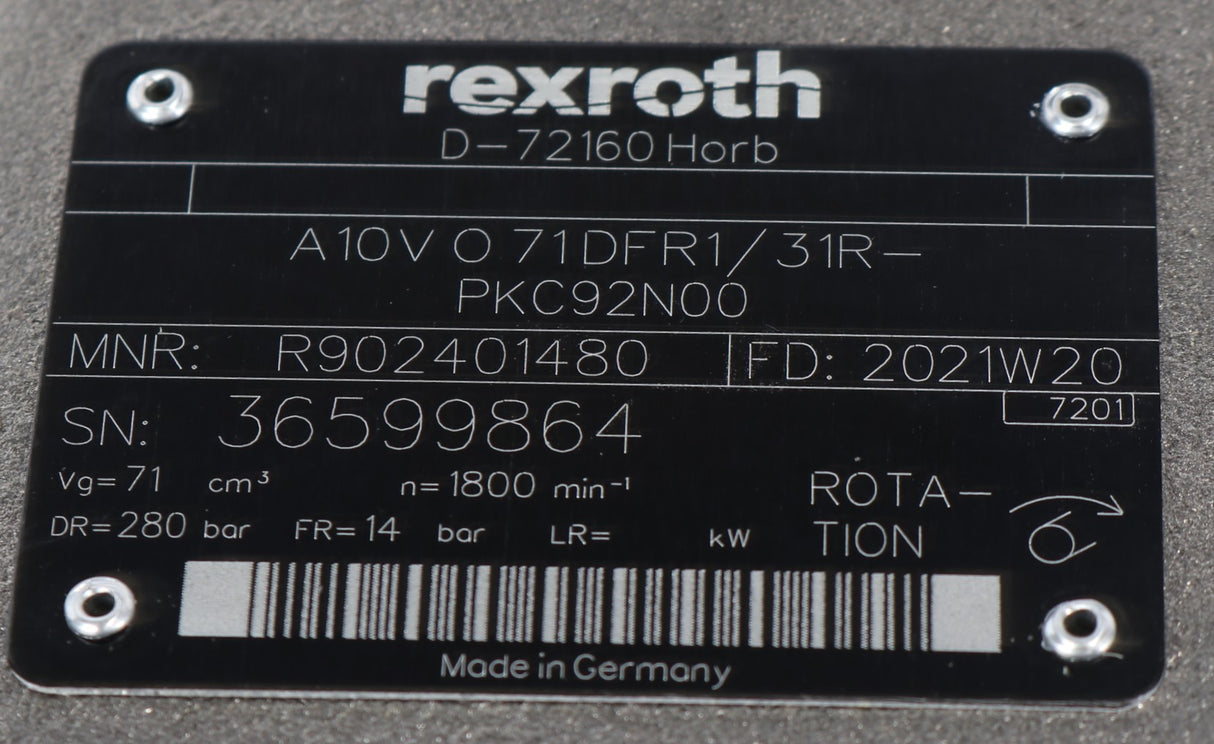 rexroth
D-72160 Horb
A10VO 71DFR1/31R-
PKC92N00
MNR: R902401480 FD: 2021W20
7201
SN: 36599864
Vg= 71 cm³ n= 1800 min⁻¹
DR= 280 bar FR= 14 bar LR= kW
ROTA-
TION
Made in Germany